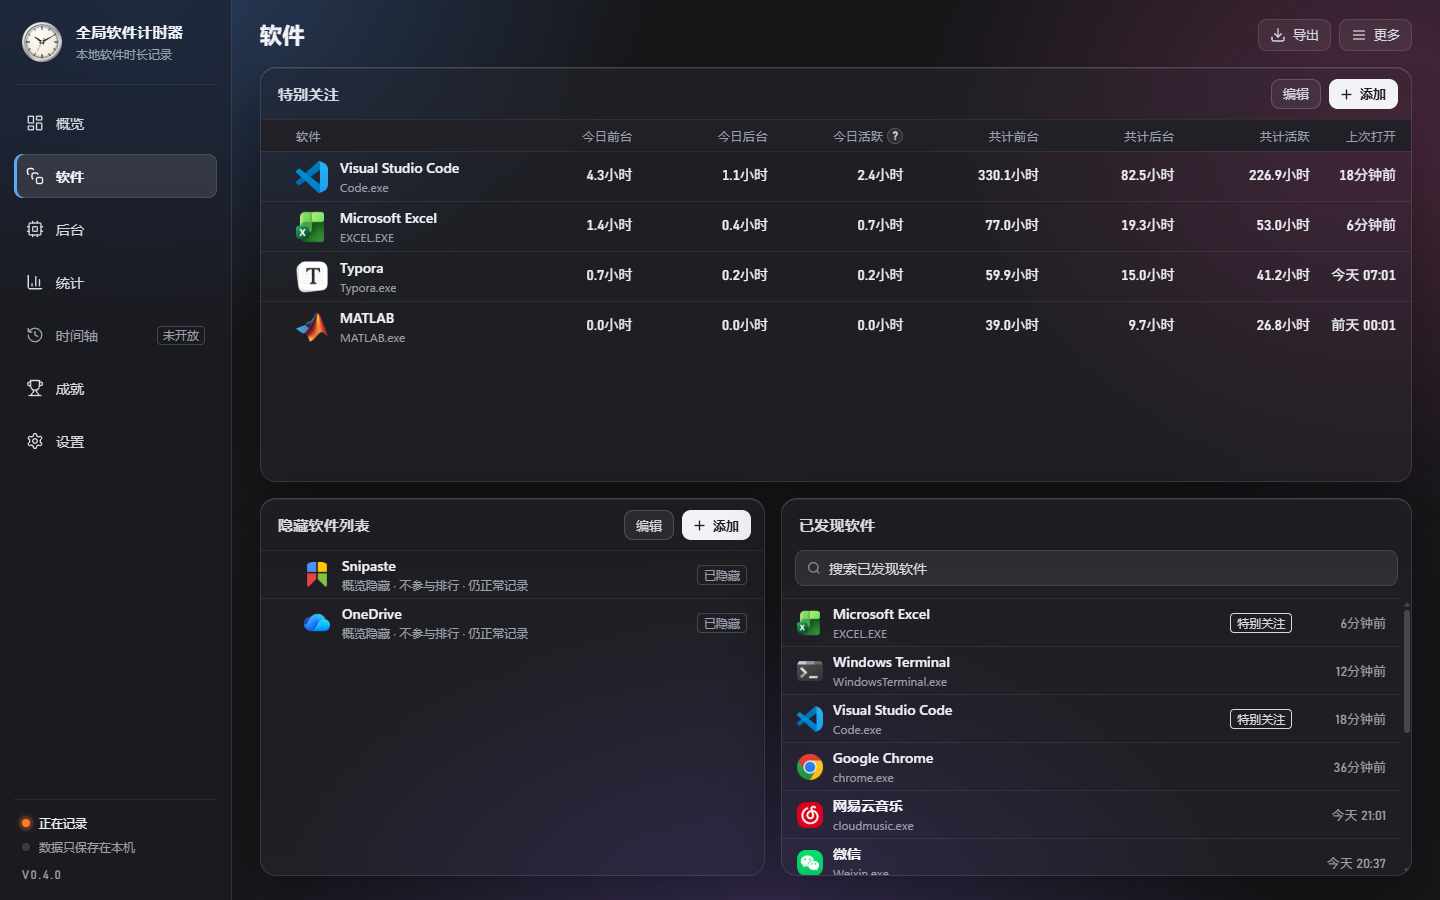 全局软件计时器
本地软件时长记录
概览
软件
后台
统计
时间轴 未开放
成就
设置
正在记录
数据只保存在本机
V0.4.0
软件
导出 更多
特别关注
编辑 + 添加
软件 今日前台 今日后台 今日活跃 ? 共计前台 共计后台 共计活跃 上次打开
Visual Studio Code 4.3小时 1.1小时 2.4小时 330.1小时 82.5小时 226.9小时 18分钟前
Code.exe
Microsoft Excel 1.4小时 0.4小时 0.7小时 77.0小时 19.3小时 53.0小时 6分钟前
EXCEL.EXE
Typora 0.7小时 0.2小时 0.2小时 59.9小时 15.0小时 41.2小时 今天 07:01
Typora.exe
MATLAB 0.0小时 0.0小时 0.0小时 39.0小时 9.7小时 26.8小时 前天 00:01
MATLAB.exe
隐藏软件列表
编辑 + 添加
Snipaste
概览隐藏 · 不参与排行 · 仍正常记录 已隐藏
OneDrive
概览隐藏 · 不参与排行 · 仍正常记录 已隐藏
已发现软件
搜索已发现软件
Microsoft Excel
EXCEL.EXE
特别关注 6分钟前
Windows Terminal
WindowsTerminal.exe
12分钟前
Visual Studio Code
Code.exe
特别关注 18分钟前
Google Chrome
chrome.exe
36分钟前
网易云音乐
cloudmusic.exe
今天 21:01
微信
Weixin.exe
今天 20:37